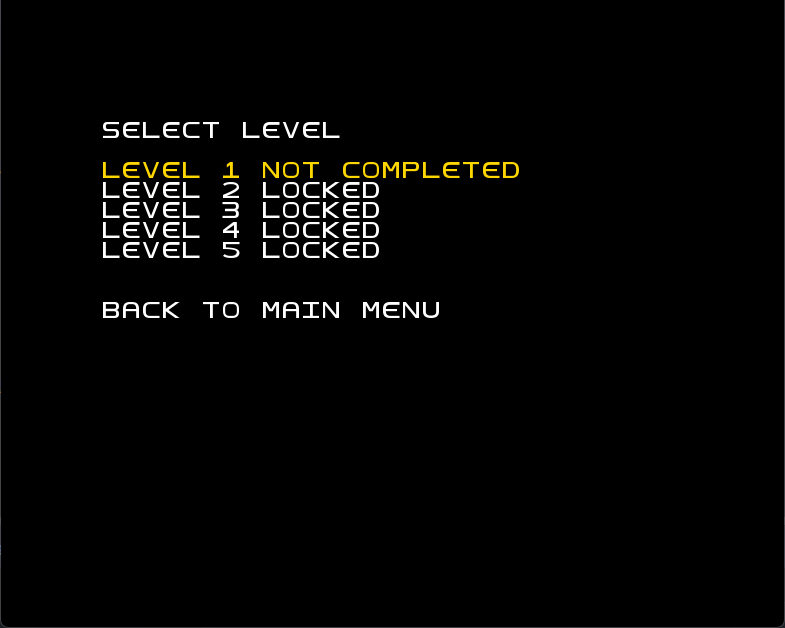 SELECT LEVEL
LEVEL 1 NOT COMPLETED
LEVEL 2 LOCKED
LEVEL 3 LOCKED
LEVEL 4 LOCKED
LEVEL 5 LOCKED
BACK TO MAIN MENU